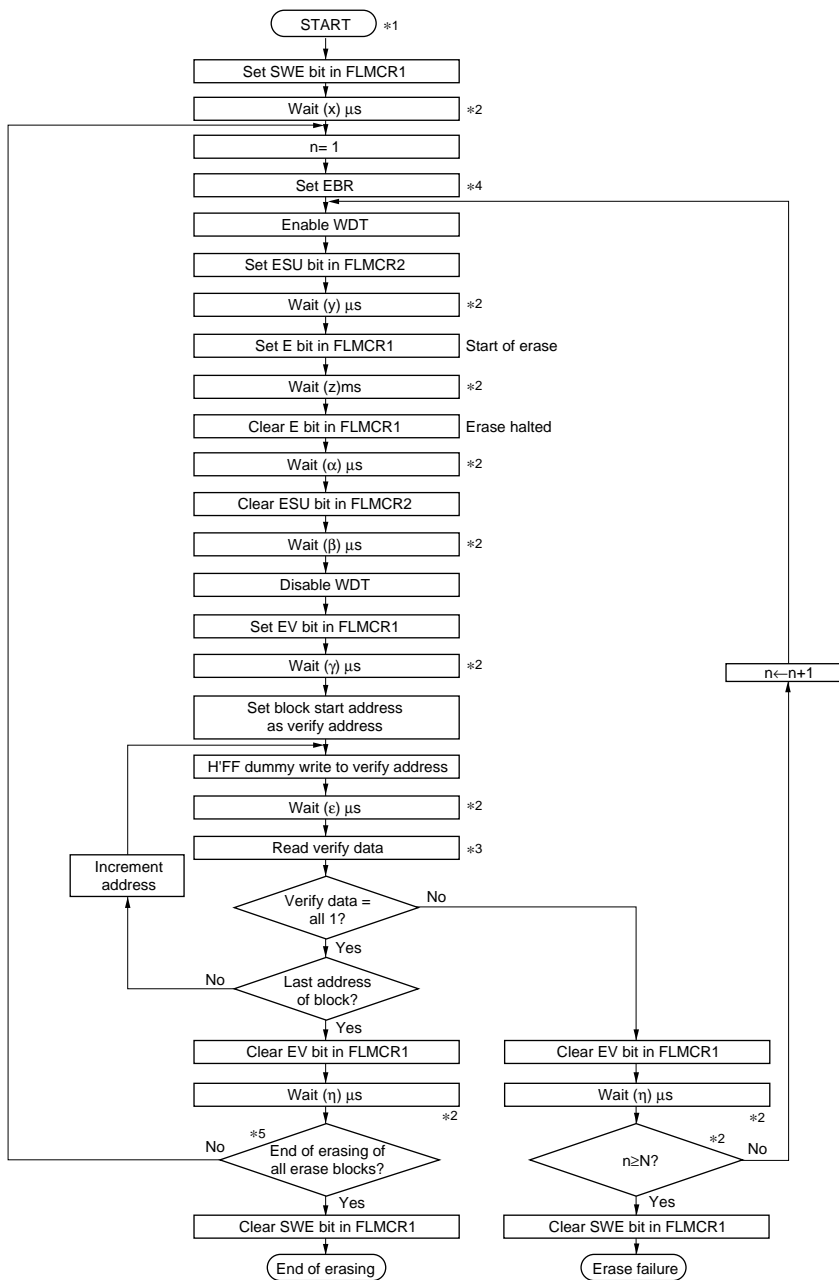 START *1
Set SWE bit in FLMCR1
Wait (x) μs *2
n= 1
Set EBR *4
Enable WDT
Set ESU bit in FLMCR2
Wait (y) μs *2
Set E bit in FLMCR1 Start of erase
Wait (z)ms *2
Clear E bit in FLMCR1 Erase halted
Wait (α) μs *2
Clear ESU bit in FLMCR2
Wait (β) μs *2
Disable WDT
Set EV bit in FLMCR1
Wait (γ) μs *2
n←n+1
Set block start address
as verify address
H'FF dummy write to verify address
Wait (ε) μs *2
Read verify data *3
Increment
address
Verify data =
all 1?
No
Yes
Last address
of block?
No
Yes
Clear EV bit in FLMCR1
Wait (η) μs
*2
*5
End of erasing of
all erase blocks?
No
Yes
Clear SWE bit in FLMCR1
End of erasing
Clear EV bit in FLMCR1
Wait (η) μs
*2
*2
n≥N?
No
Yes
Clear SWE bit in FLMCR1
Erase failure